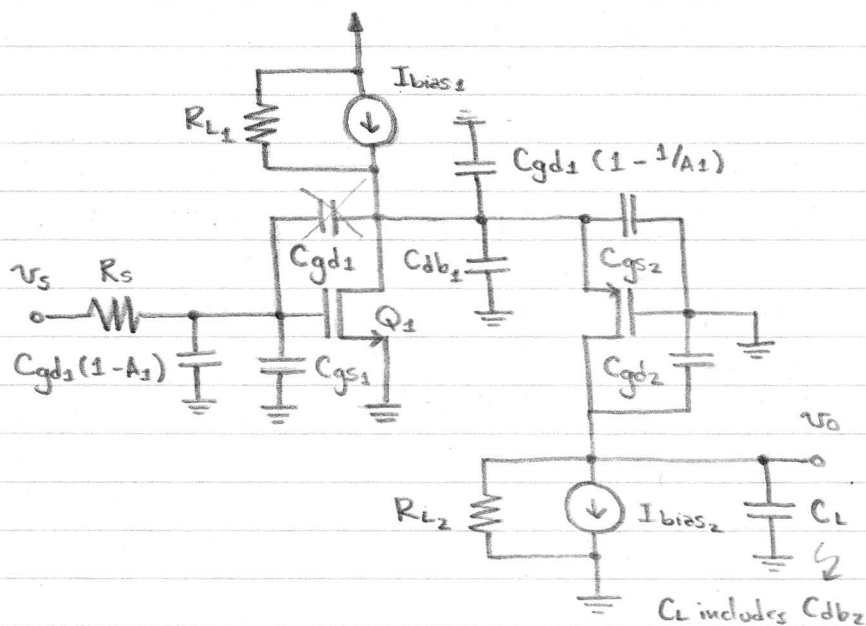 Ibias1
RL1
Cgd1 (1 - 1/A1)
Cgd1
Cdb1
Cgs2
vs
Rs
Q1
Cgd1(1-A1)
Cgs1
Cgd2
vo
RL2
Ibias2
CL
CL includes Cdb2